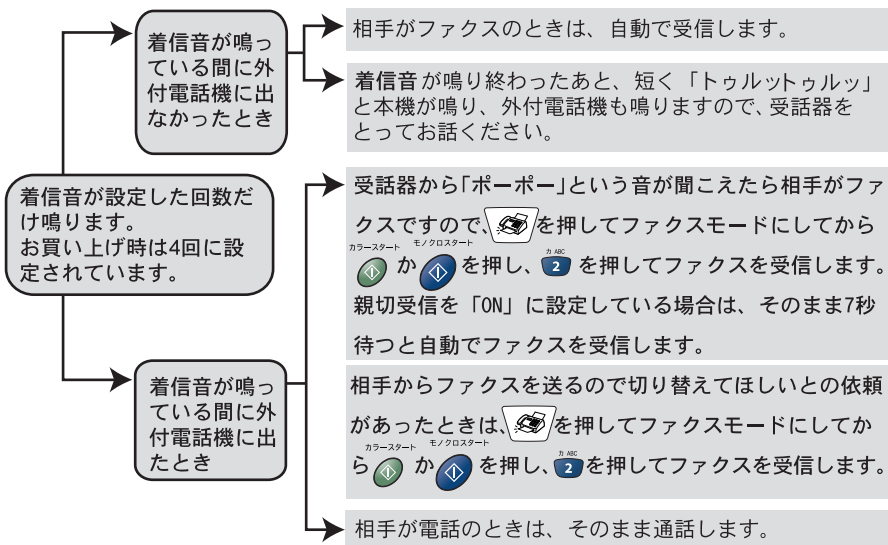 着信音が鳴っ
ている間に外
付電話機に出
なかったとき
相手がファクスのときは、自動で受信します。
着信音が鳴り終わったあと、短く「トゥルットゥルッ」
と本機が鳴り、外付電話機も鳴りますので、受話器を
とってお話ください。
着信音が設定した回数だ
け鳴ります。
お買い上げ時は4回に設
定されています。
着信音が鳴っ
ている間に外
付電話機に出
たとき
受話器から「ポーポー」という音が聞こえたら相手がファ
クスですので、を押してファクスモードにしてから
カラースタート モノクロスタート カ ABC
か を押し、2 を押してファクスを受信します。
親切受信を「ON」に設定している場合は、そのまま7秒
待つと自動でファクスを受信します。
相手からファクスを送るので切り替えてほしいとの依頼
があったときは、を押してファクスモードにしてか
カラースタート モノクロスタート カ ABC
ら か を押し、2 を押してファクスを受信します。
相手が電話のときは、そのまま通話します。